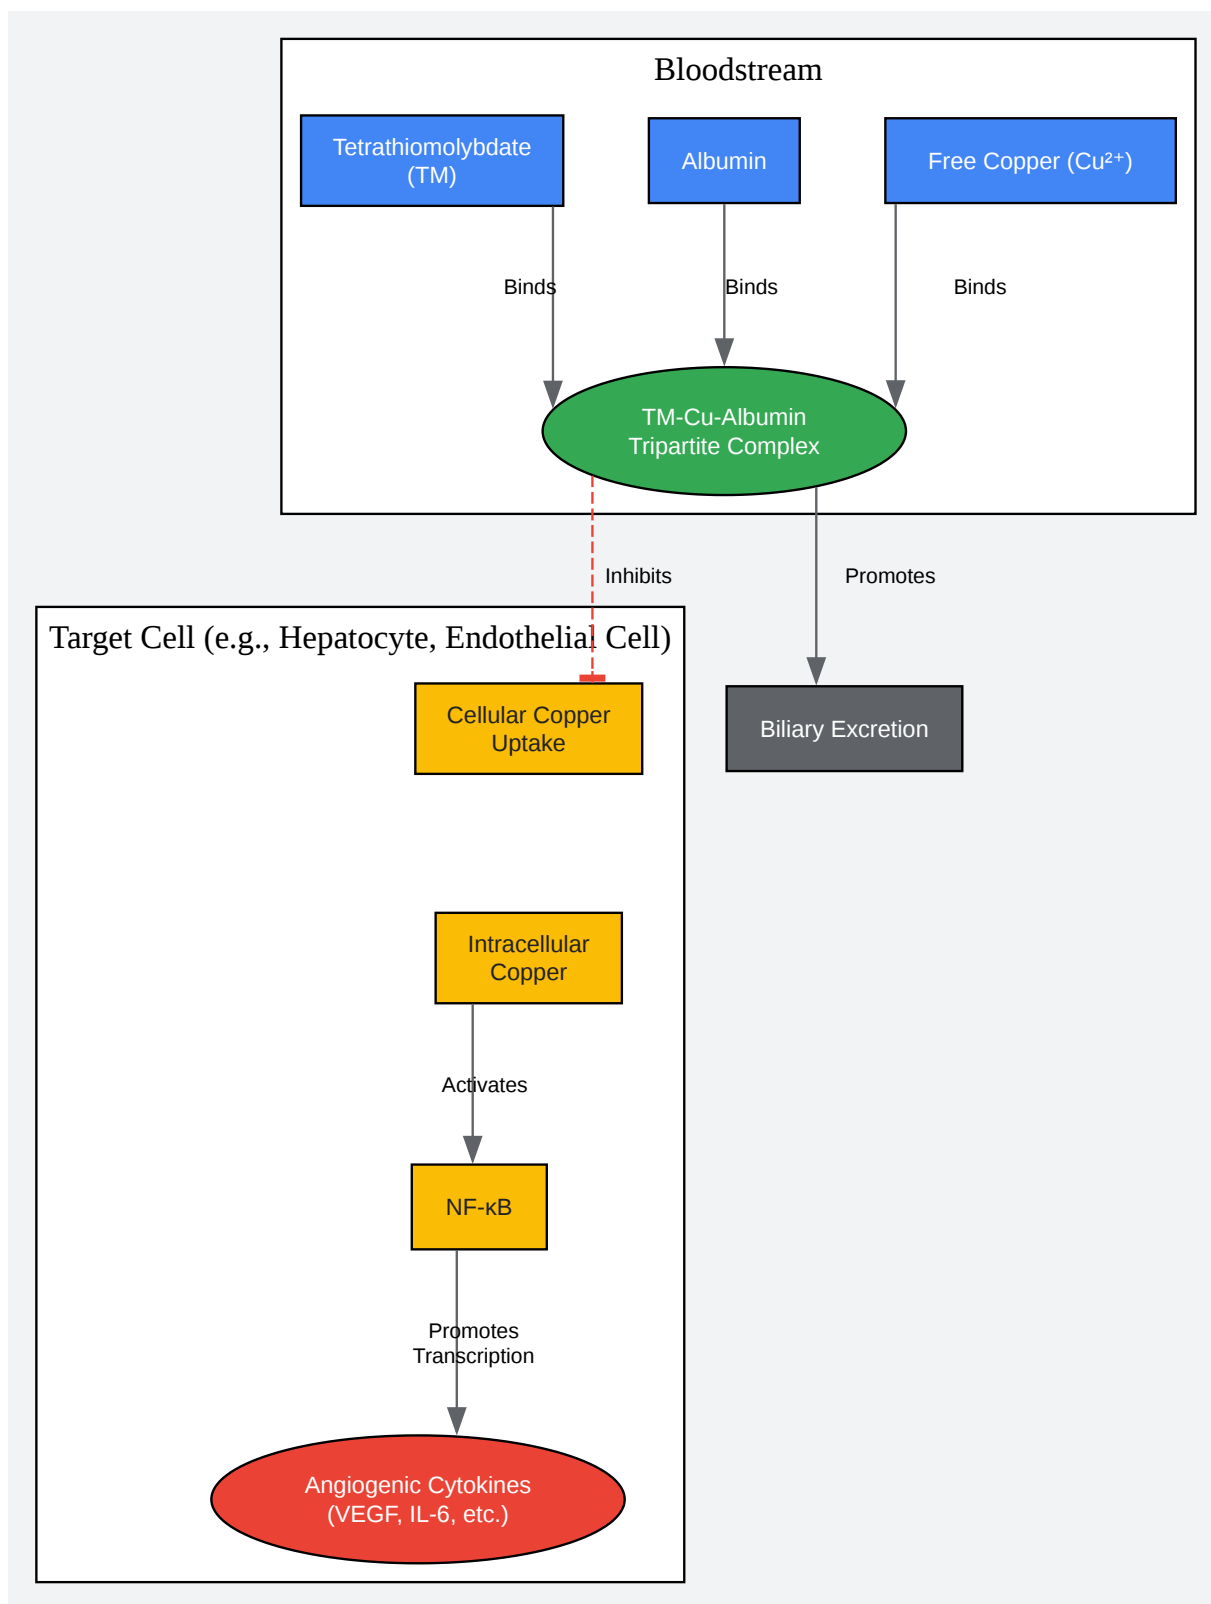 Bloodstream
Tetrathiomolybdate
(TM)
Albumin
Free Copper (Cu²⁺)
Binds
Binds
Binds
TM-Cu-Albumin
Tripartite Complex
Inhibits
Promotes
Target Cell (e.g., Hepatocyte, Endothelial Cell)
Cellular Copper
Uptake
Biliary Excretion
Intracellular
Copper
Activates
NF-κB
Promotes
Transcription
Angiogenic Cytokines
(VEGF, IL-6, etc.)